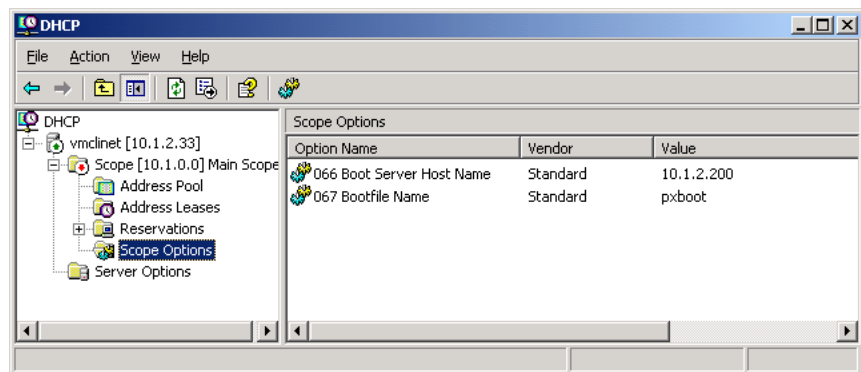 DHCP
File Action View Help
DHCP
vmclinet [10.1.2.33]
Scope [10.1.0.0] Main Scope
Address Pool
Address Leases
Reservations
Scope Options
Server Options
Scope Options
Option Name Vendor Value
066 Boot Server Host Name Standard 10.1.2.200
067 Bootfile Name Standard pxboot